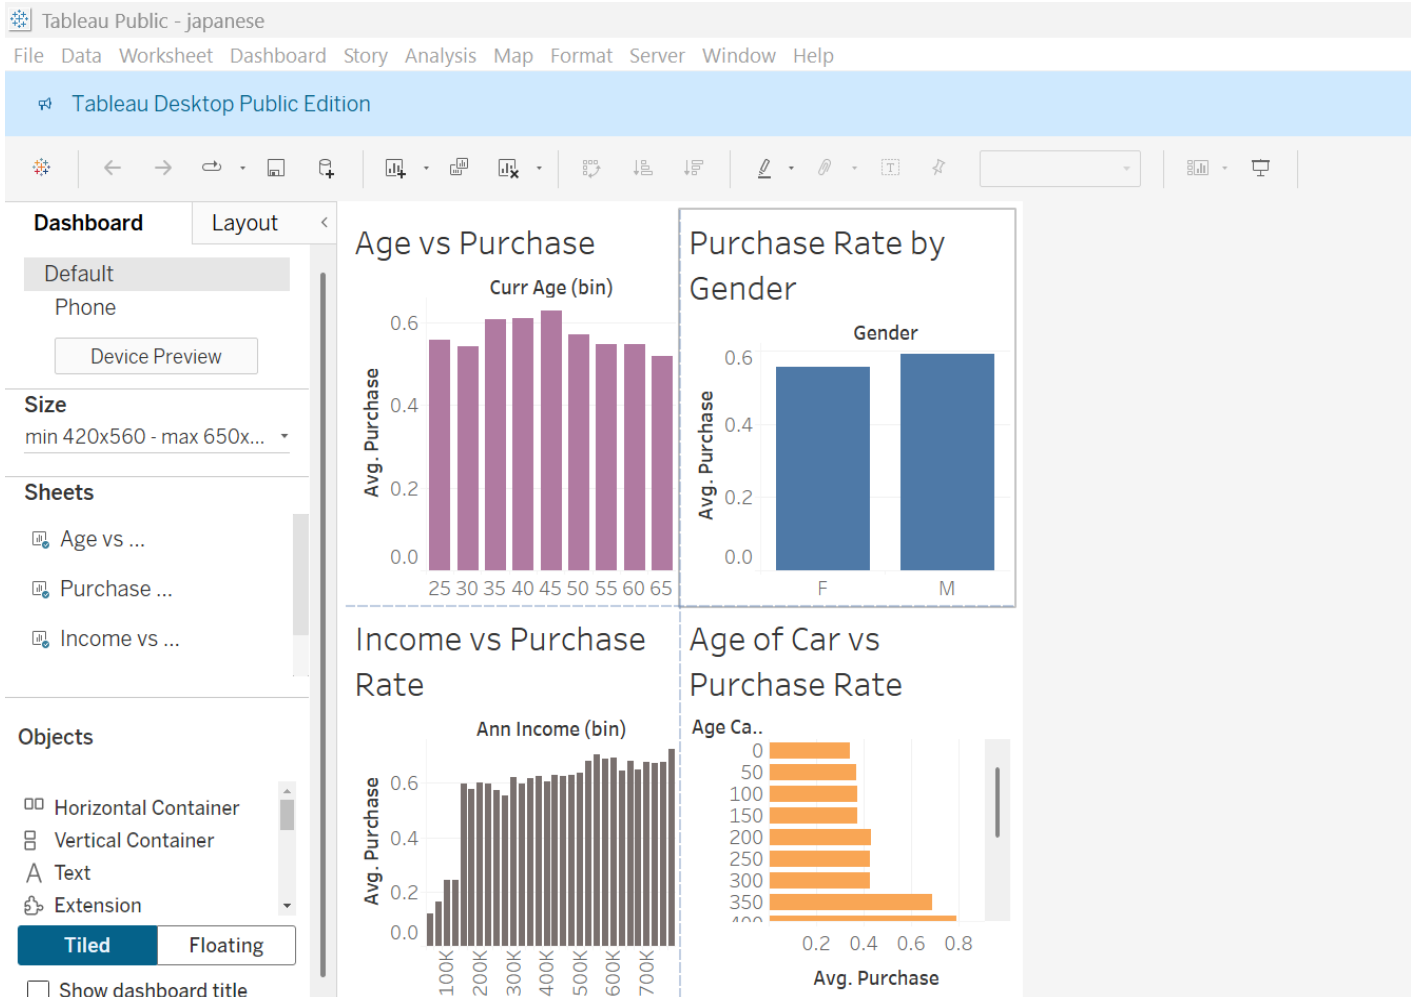 Tableau Public - japanese
File Data Worksheet Dashboard Story Analysis Map Format Server Window Help
Tableau Desktop Public Edition
Dashboard Layout
Default
Phone
Device Preview
Size
min 420x560 - max 650x...
Sheets
Age vs ...
Purchase ...
Income vs ...
Objects
Horizontal Container
Vertical Container
Text
Extension
Tiled Floating
Show dashboard title
Age vs Purchase
Curr Age (bin)
Avg. Purchase
0.6
0.4
0.2
0.0
25 30 35 40 45 50 55 60 65
Purchase Rate by
Gender
Gender
Avg. Purchase
0.6
0.4
0.2
0.0
F M
Income vs Purchase
Rate
Ann Income (bin)
Avg. Purchase
0.6
0.4
0.2
0.0
100K 200K 300K 400K 500K 600K 700K
Age of Car vs
Purchase Rate
Age Ca..
0
50
100
150
200
250
300
350
400
0.2 0.4 0.6 0.8
Avg. Purchase